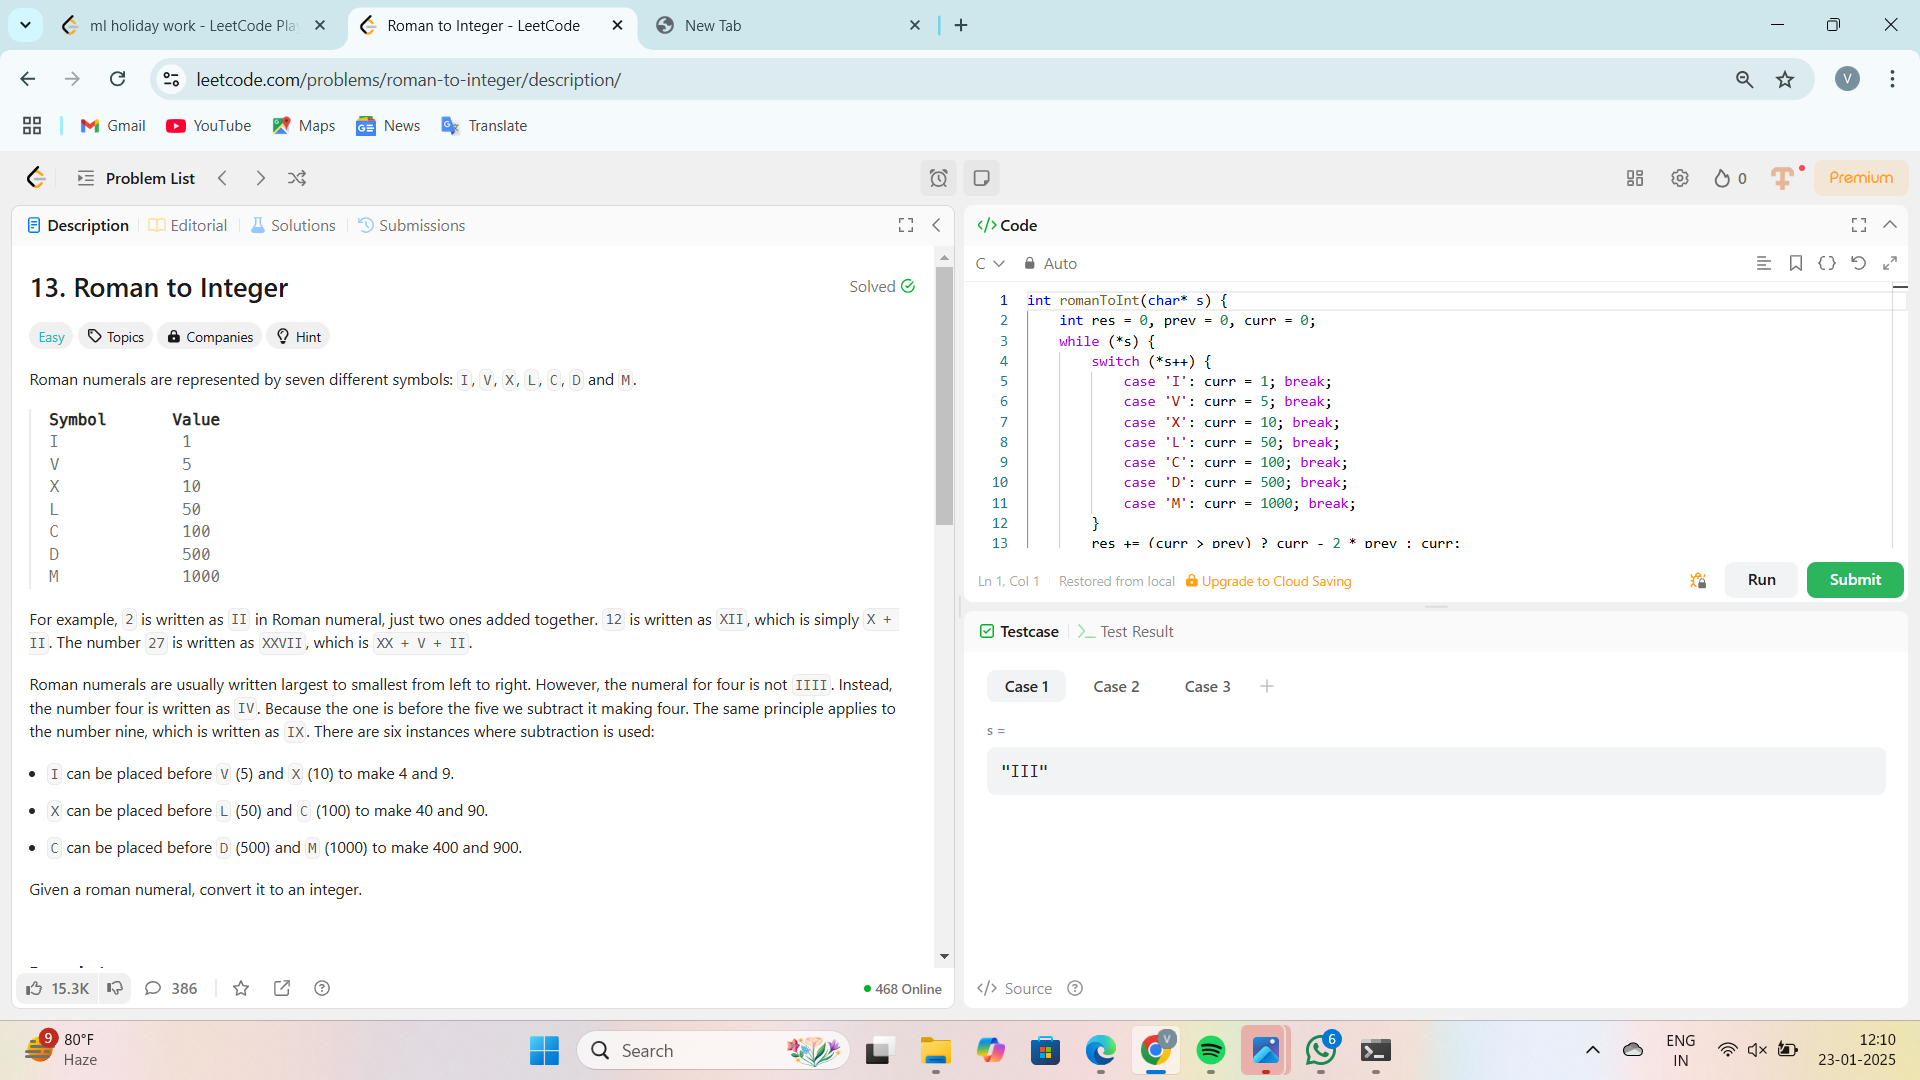 ml holiday work - LeetCode Pla
Roman to Integer - LeetCode
New Tab
leetcode.com/problems/roman-to-integer/description/
V
Gmail
YouTube
Maps
News
Translate
Problem List
0
Premium
Description
Editorial
Solutions
Submissions
13. Roman to Integer
Solved
Easy
Topics
Companies
Hint
Roman numerals are represented by seven different symbols: I, V, X, L, C, D and M.
Symbol Value
I 1
V 5
X 10
L 50
C 100
D 500
M 1000
For example, 2 is written as II in Roman numeral, just two ones added together. 12 is written as XII, which is simply X +
II. The number 27 is written as XXVII, which is XX + V + II.
Roman numerals are usually written largest to smallest from left to right. However, the numeral for four is not IIII. Instead,
the number four is written as IV. Because the one is before the five we subtract it making four. The same principle applies to
the number nine, which is written as IX. There are six instances where subtraction is used:
• I can be placed before V (5) and X (10) to make 4 and 9.
• X can be placed before L (50) and C (100) to make 40 and 90.
• C can be placed before D (500) and M (1000) to make 400 and 900.
Given a roman numeral, convert it to an integer.
15.3K
386
468 Online
</> Code
C
Auto
1 int romanToInt(char* s) {
2 int res = 0, prev = 0, curr = 0;
3 while (*s) {
4 switch (*s++) {
5 case 'I': curr = 1; break;
6 case 'V': curr = 5; break;
7 case 'X': curr = 10; break;
8 case 'L': curr = 50; break;
9 case 'C': curr = 100; break;
10 case 'D': curr = 500; break;
11 case 'M': curr = 1000; break;
12 }
13 res += (curr > prev) ? curr - 2 * prev : curr;
Ln 1, Col 1
Restored from local
Upgrade to Cloud Saving
Run
Submit
Testcase
Test Result
Case 1
Case 2
Case 3
s =
"III"
</> Source
9
80°F
Haze
Search
V
6
ENG
IN
12:10
23-01-2025